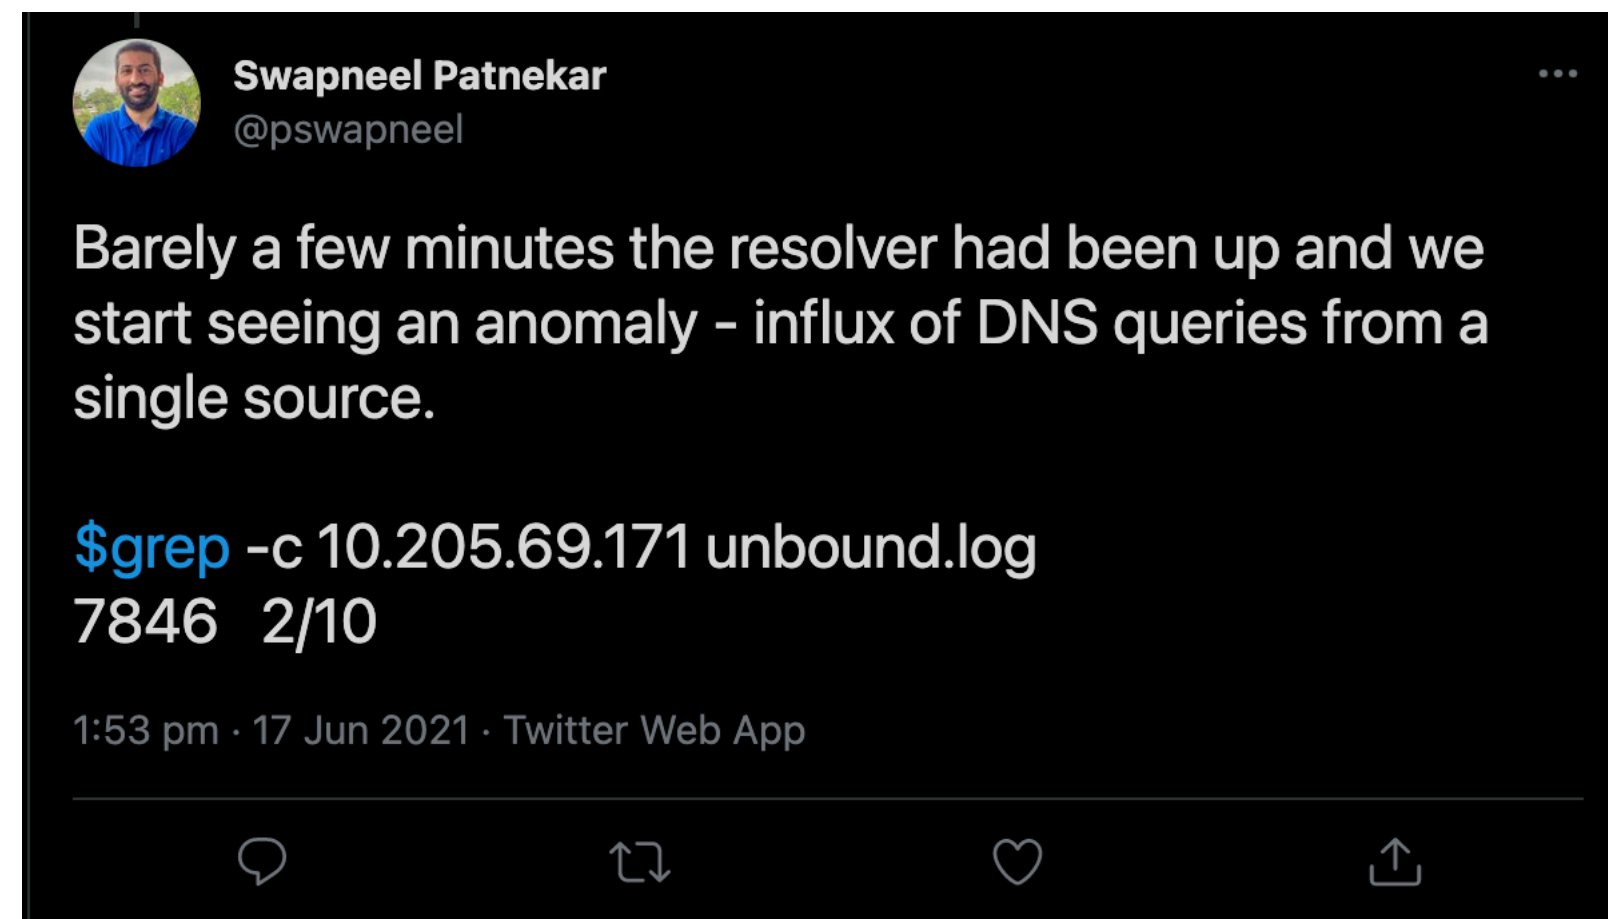 Swapneel Patnekar
@pswapneel
Barely a few minutes the resolver had been up and we
start seeing an anomaly - influx of DNS queries from a
single source.
$grep -c 10.205.69.171 unbound.log
7846   2/10
1:53 pm · 17 Jun 2021 · Twitter Web App